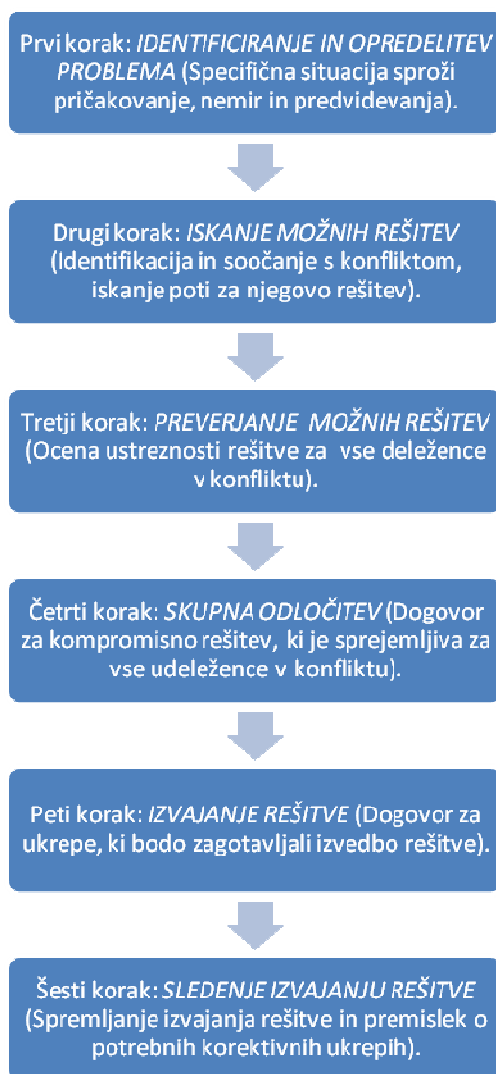 Prvi korak: IDENTIFICIRANJE IN OPREDELITEV
PROBLEMA (Specifična situacija sproži
pričakovanje, nemir in predvidevanja).
Drugi korak: ISKANJE MOŽNIH REŠITEV
(Identifikacija in soočanje s konfliktom,
iskanje poti za njegovo rešitev).
Tretji korak: PREVERJANJE MOŽNIH REŠITEV
(Ocena ustreznosti rešitve za vse deležence
v konfliktu).
Četrti korak: SKUPNA ODLOČITEV (Dogovor
za kompromisno rešitev, ki je sprejemljiva za
vse udeležence v konfliktu).
Peti korak: IZVAJANJE REŠITVE (Dogovor za
ukrepe, ki bodo zagotavljali izvedbo rešitve).
Šesti korak: SLEDENJE IZVAJANJU REŠITVE
(Spremljanje izvajanja rešitve in premislek o
potrebnih korektivnih ukrepih).